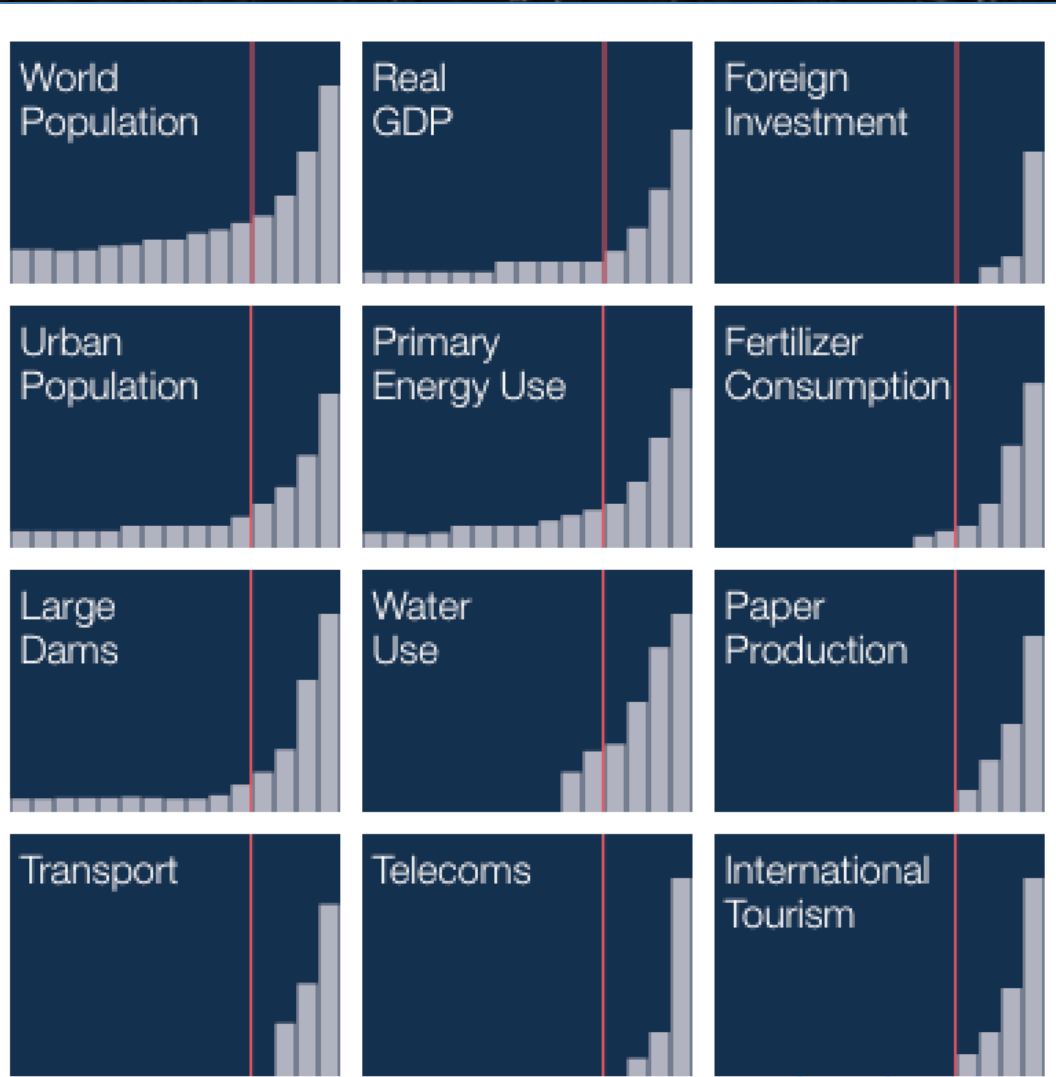 World
Population
Real
GDP
Foreign
Investment
Urban
Population
Primary
Energy Use
Fertilizer
Consumption
Large
Dams
Water
Use
Paper
Production
Transport
Telecoms
International
Tourism